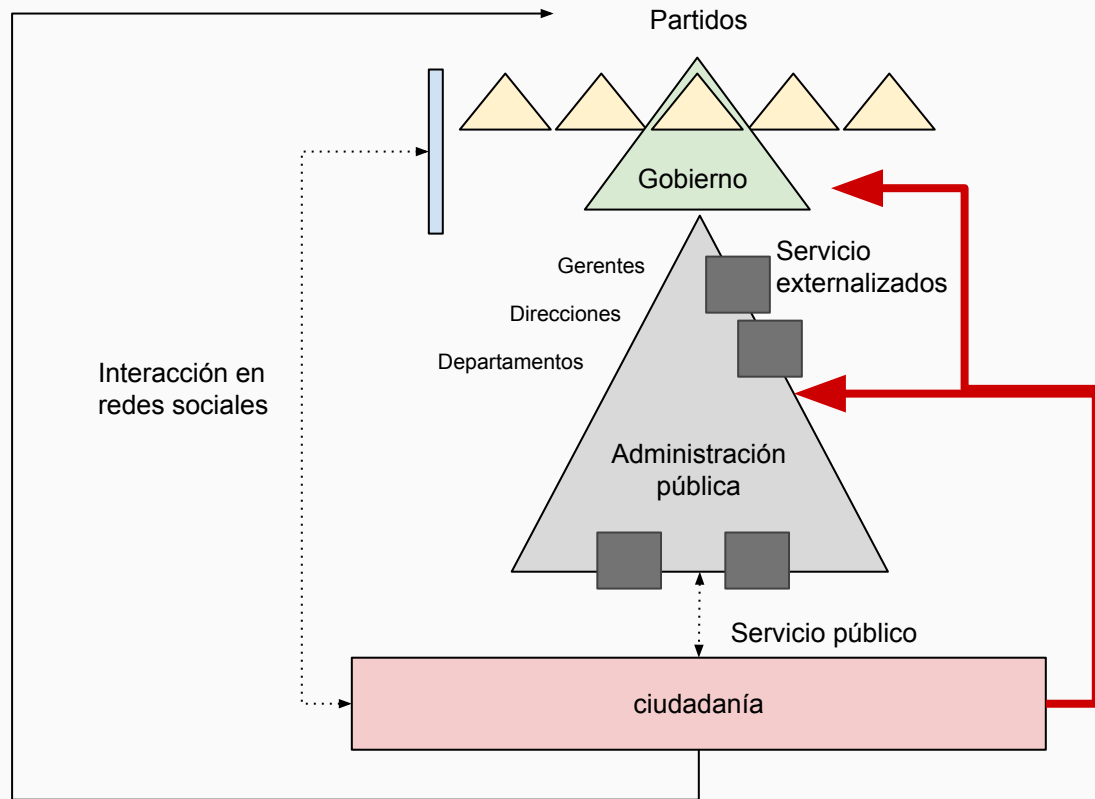 Partidos
Gobierno
Gerentes
Servicio
externalizados
Direcciones
Departamentos
Interacción en
redes sociales
Administración
pública
Servicio público
ciudadanía